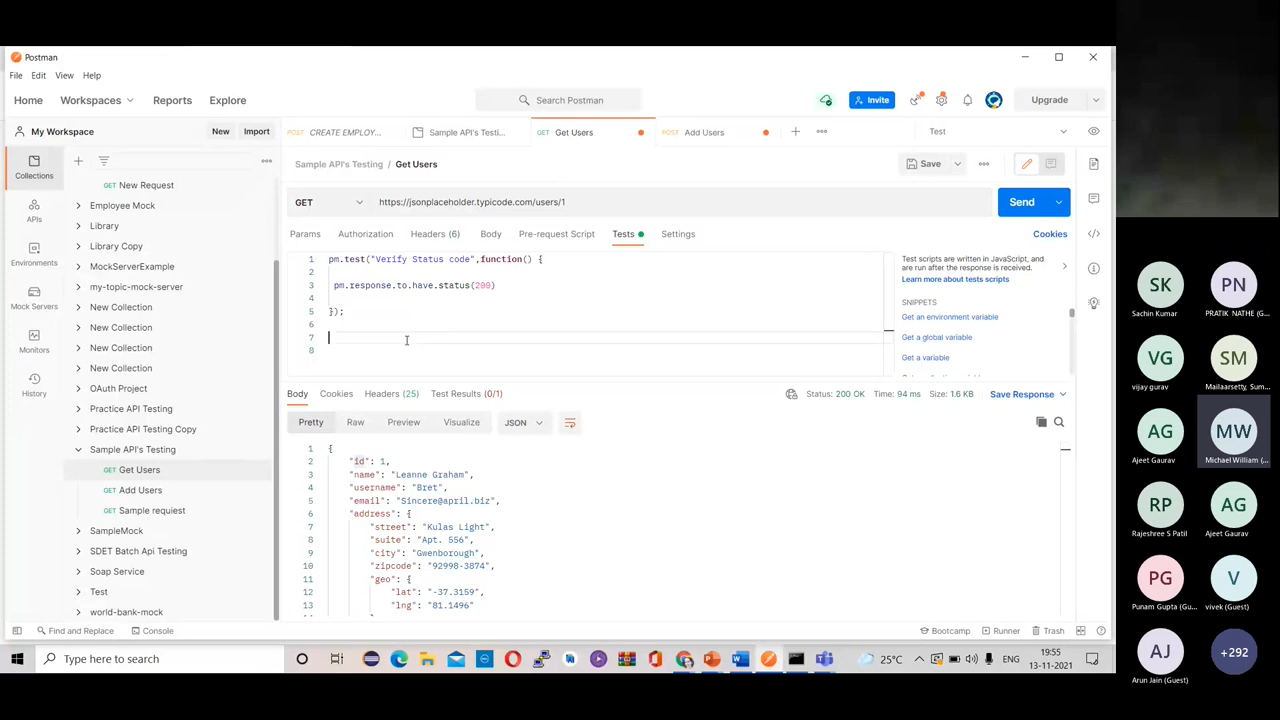 Postman
File Edit View Help
Home Workspaces Reports Explore Search Postman Invite Upgrade
My Workspace New Import
POST CREATE EMPLOY... Sample API's Testi... GET Get Users POST Add Users Test
Collections
APIs
Environments
Mock Servers
Monitors
History
GET New Request
Employee Mock
Library
Library Copy
MockServerExample
my-topic-mock-server
New Collection
New Collection
New Collection
New Collection
OAuth Project
Practice API Testing
Practice API Testing Copy
Sample API's Testing
GET Get Users
GET Add Users
GET Sample requiest
SampleMock
SDET Batch Api Testing
Soap Service
Test
world-bank-mock
Sample API's Testing / Get Users Save
GET https://jsonplaceholder.typicode.com/users/1 Send
Params Authorization Headers (6) Body Pre-request Script Tests Settings Cookies
1 pm.test("Verify Status code",function() {
2
3 pm.response.to.have.status(200)
4
5 });
6
7
8
Test scripts are written in JavaScript, and
are run after the response is received.
Learn more about tests scripts
SNIPPETS
Get an environment variable
Get a global variable
Get a variable
Body Cookies Headers (25) Test Results (0/1) Status: 200 OK Time: 94 ms Size: 1.6 KB Save Response
Pretty Raw Preview Visualize JSON
1 {
2 "id": 1,
3 "name": "Leanne Graham",
4 "username": "Bret",
5 "email": "Sincere@april.biz",
6 "address": {
7 "street": "Kulas Light",
8 "suite": "Apt. 556",
9 "city": "Gwenborough",
10 "zipcode": "92998-3874",
11 "geo": {
12 "lat": "-37.3159",
13 "lng": "81.1496"
Find and Replace Console Bootcamp Runner Trash
Type here to search 25°C ENG 19:55
13-11-2021
SK PN
Sachin Kumar PRATIK NATHE (G...
VG SM
vijay gurav Mailaarsetty, Sum...
AG MW
Ajeet Gaurav Michael William (...
RP AG
Rajeshree S Patil Ajeet Gaurav
PG V
Punam Gupta (Gu... vivek (Guest)
AJ +292
Arun Jain (Guest)